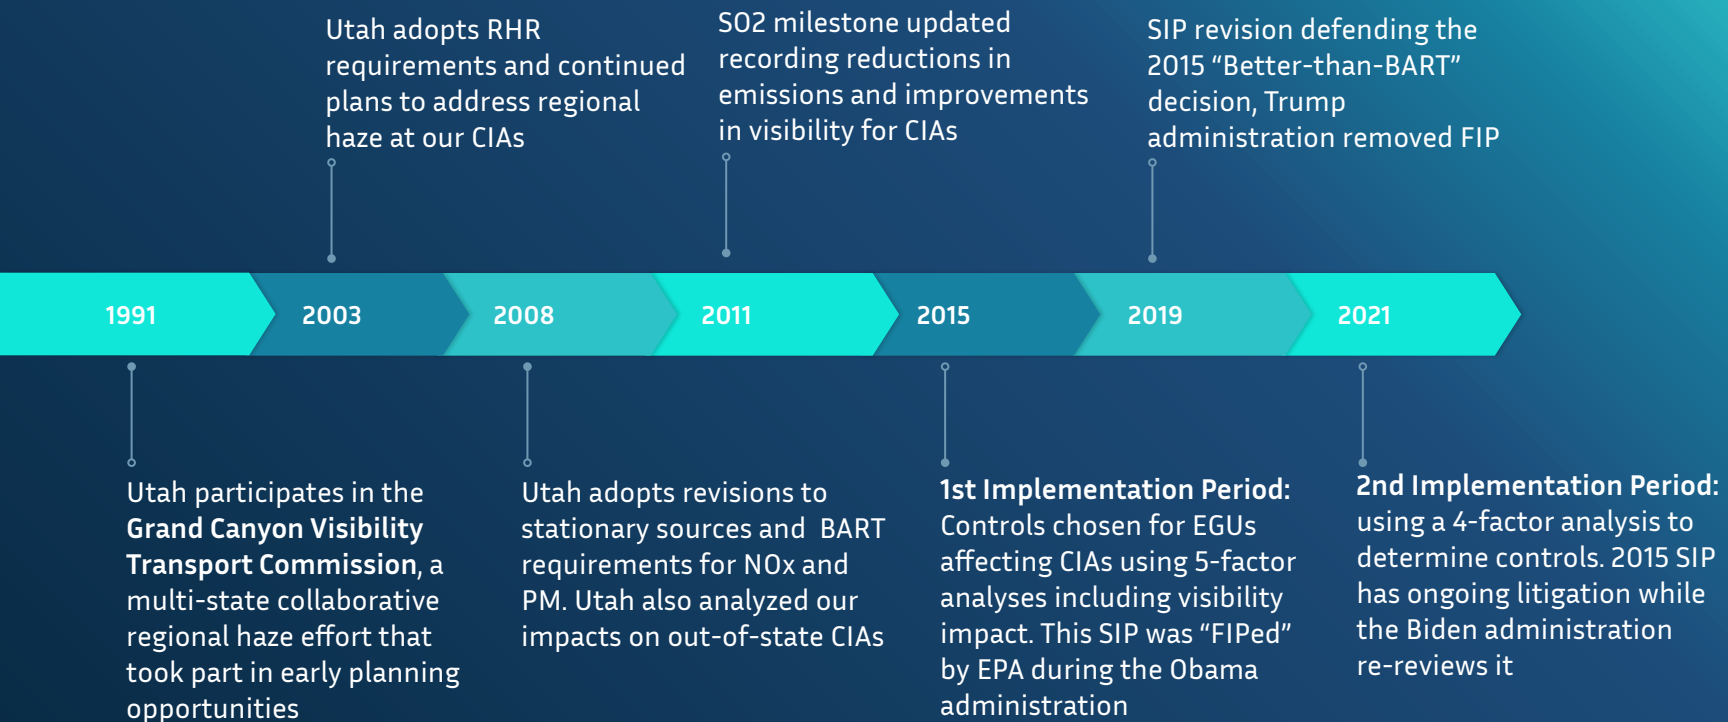 Utah adopts RHR
requirements and continued
plans to address regional
haze at our CIAs
SO2 milestone updated
recording reductions in
emissions and improvements
in visibility for CIAs
SIP revision defending the
2015 “Better-than-BART”
decision, Trump
administration removed FIP
1991
2003
2008
2011
2015
2019
2021
Utah participates in the
Grand Canyon Visibility
Transport Commission, a
multi-state collaborative
regional haze effort that
took part in early planning
opportunities
Utah adopts revisions to
stationary sources and  BART
requirements for NOx and
PM. Utah also analyzed our
impacts on out-of-state CIAs
1st Implementation Period:
Controls chosen for EGUs
affecting CIAs using 5-factor
analyses including visibility
impact. This SIP was “FIPed”
by EPA during the Obama
administration
2nd Implementation Period:
using a 4-factor analysis to
determine controls. 2015 SIP
has ongoing litigation while
the Biden administration
re-reviews it